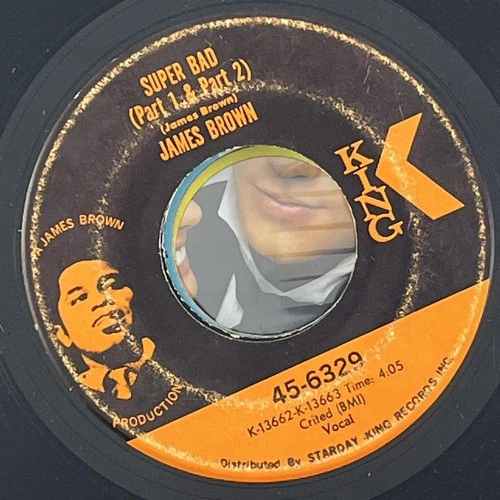 SUPER BAD
(Part 1 & Part 2)
(James Brown)
JAMES BROWN
KING
A JAMES BROWN
PRODUCTION
45-6329
K-13662-K-13663 Time: 4.05
Crited (BMI)
Vocal
Distributed By STARDAY-KING RECORDS INC.